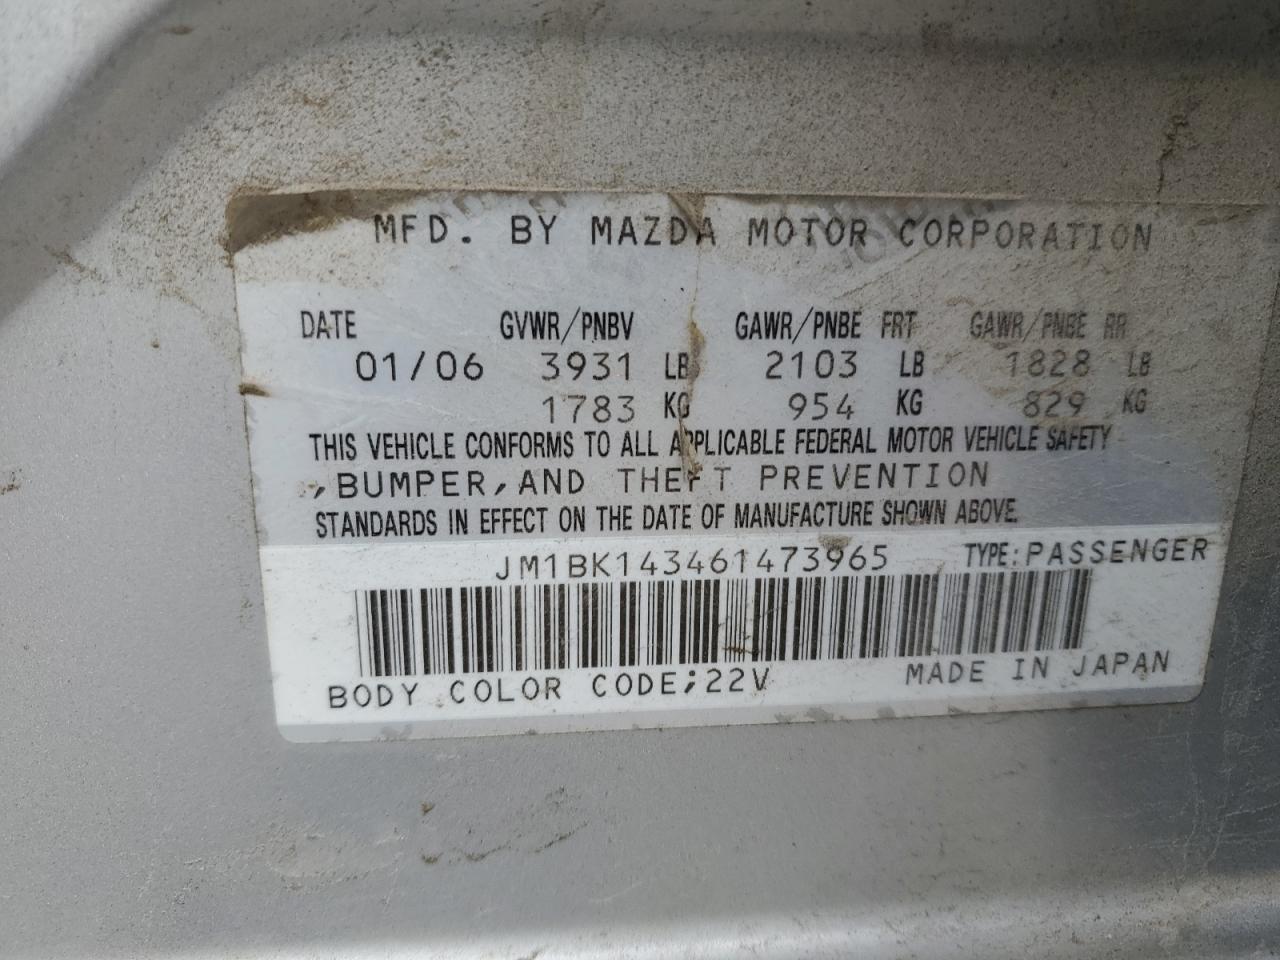 MFD. BY MAZDA MOTOR CORPORATION
DATE GVWR/PNBV GAWR/PNBE FRT GAWR/PNBE RR
01/06 3931 LB 2103 LB 1828 LB
1783 KG 954 KG 829 KG
THIS VEHICLE CONFORMS TO ALL APPLICABLE FEDERAL MOTOR VEHICLE SAFETY
,BUMPER,AND THEFT PREVENTION
STANDARDS IN EFFECT ON THE DATE OF MANUFACTURE SHOWN ABOVE.
JM1BK143461473965 TYPE:PASSENGER
BODY COLOR CODE;22V MADE IN JAPAN